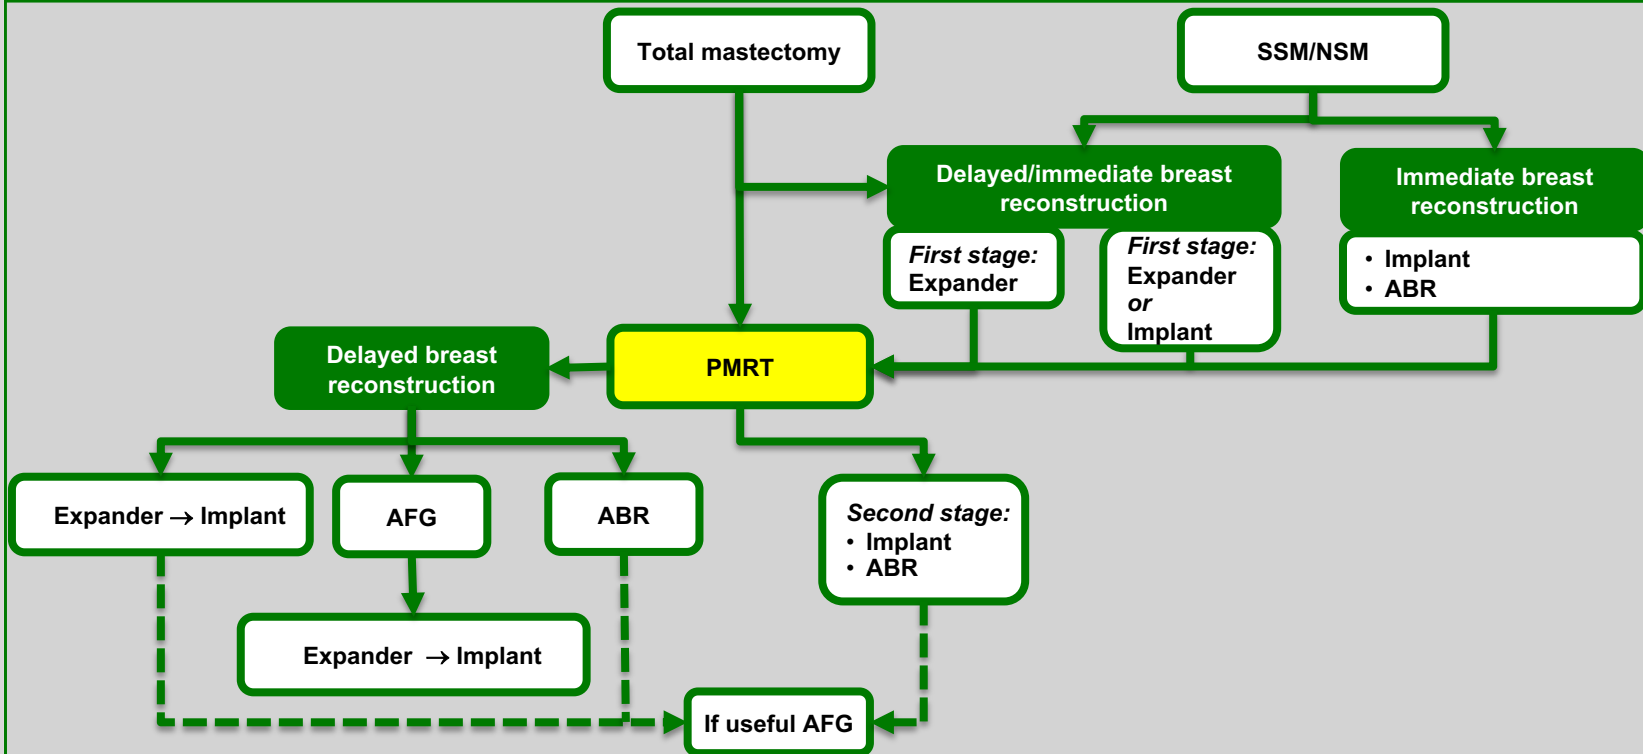 Total mastectomy
SSM/NSM
Delayed/immediate breast
reconstruction
Immediate breast
reconstruction
First stage:
Expander
First stage:
Expander
or
Implant
• Implant
• ABR
Delayed breast
reconstruction
PMRT
Expander → Implant
AFG
ABR
Second stage:
• Implant
• ABR
Expander → Implant
If useful AFG